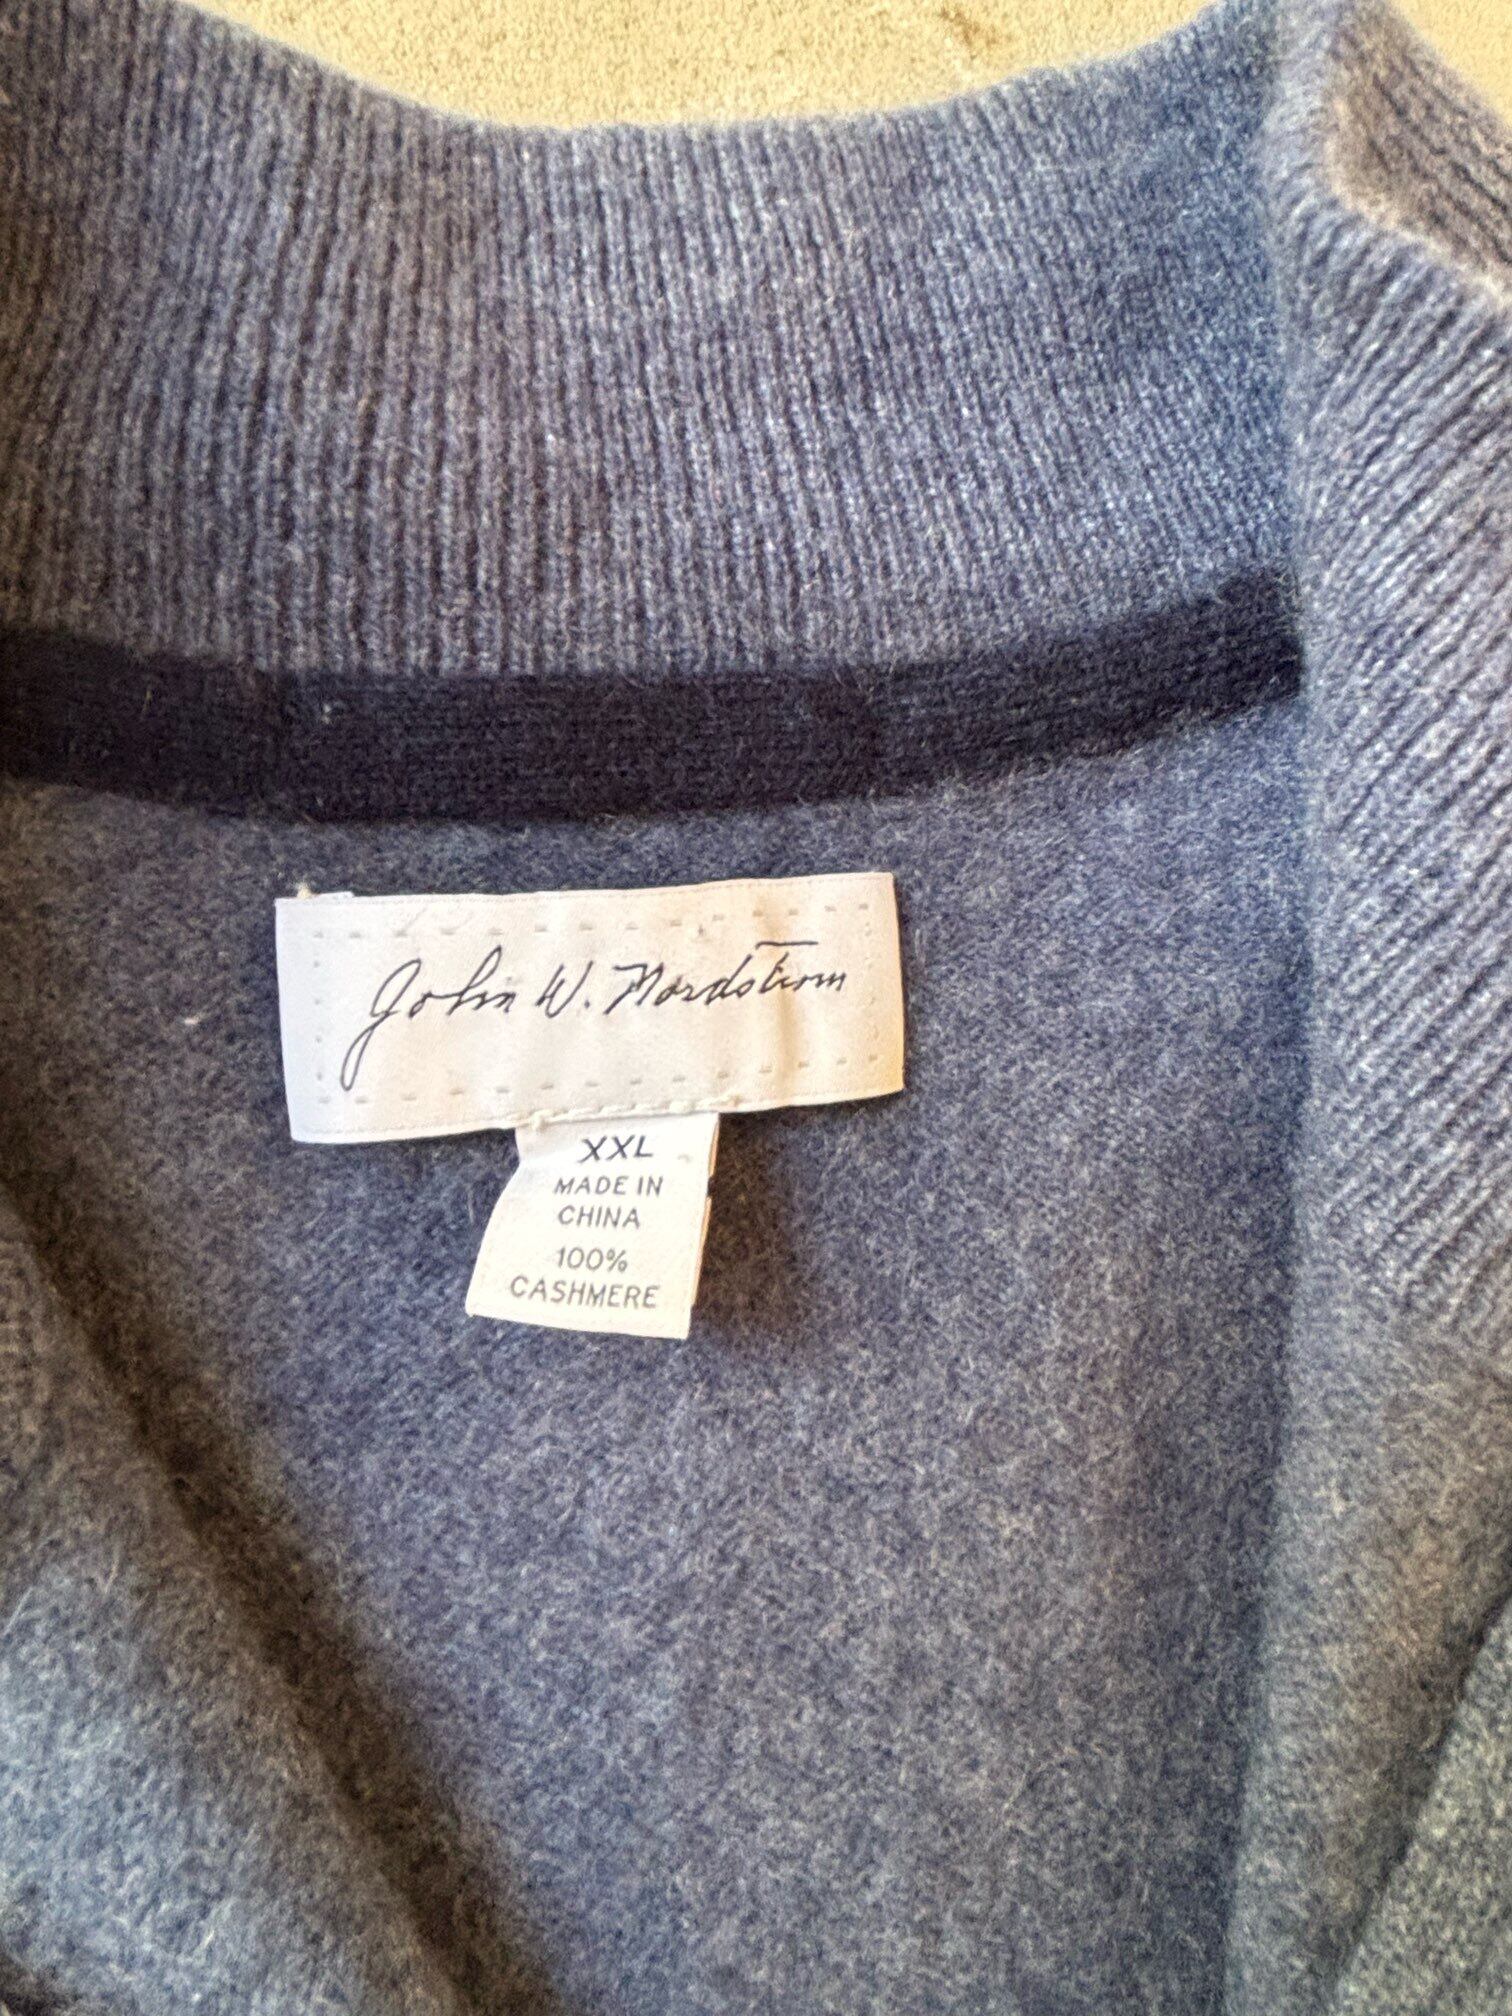 John W. Nordstrom
XXL
MADE IN
CHINA
100%
CASHMERE